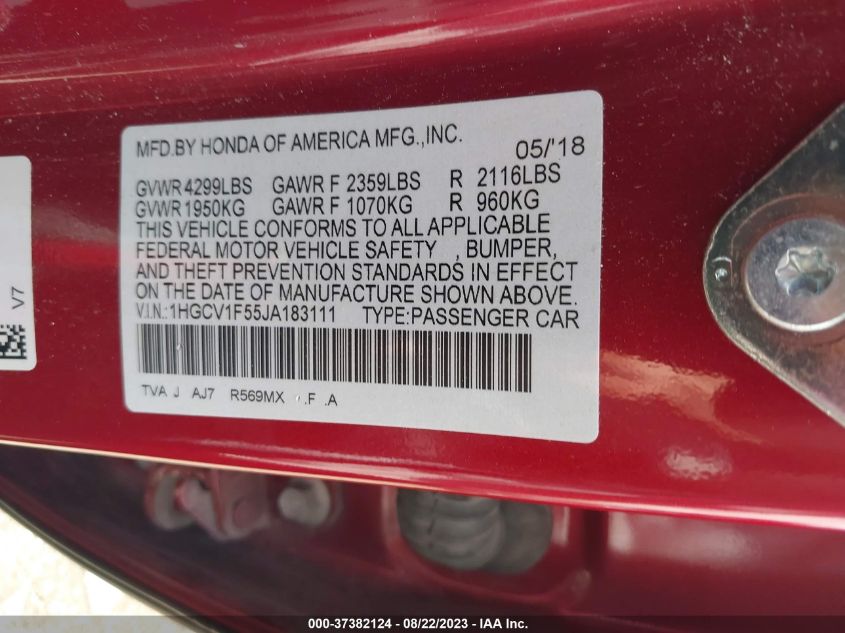 MFD.BY HONDA OF AMERICA MFG.,INC. 05/'18
GVWR 4299LBS GAWR F 2359LBS R 2116LBS
GVWR 1950KG GAWR F 1070KG R 960KG
THIS VEHICLE CONFORMS TO ALL APPLICABLE
FEDERAL MOTOR VEHICLE SAFETY , BUMPER,
AND THEFT PREVENTION STANDARDS IN EFFECT
ON THE DATE OF MANUFACTURE SHOWN ABOVE.
V.I.N.:1HGCV1F55JA183111 TYPE:PASSENGER CAR
TVA J AJ7 R569MX .F .A
V7
000-37382124 - 08/22/2023 - IAA Inc.